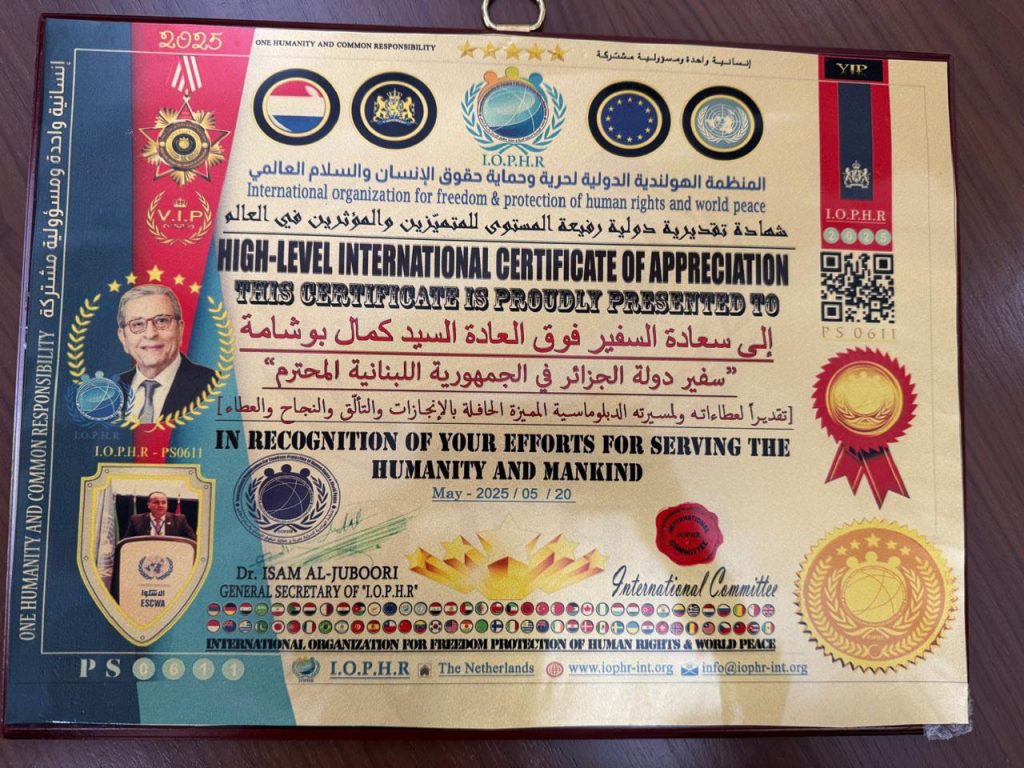 2025
ONE HUMANITY AND COMMON RESPONSIBILITY
إنسانية واحدة ومسؤولية مشتركة
VIP
I.O.P.H.R
المنظمة الهولندية الدولية لحرية وحماية حقوق الإنسان والسلام العالمي
International organization for freedom & protection of human rights and world peace
شهادة تقديرية دولية رفيعة المستوى للمتميّزين والمؤثرين في العالم
HIGH-LEVEL INTERNATIONAL CERTIFICATE OF APPRECIATION
THIS CERTIFICATE IS PROUDLY PRESENTED TO
إلى سعادة السفير فوق العادة السيد كمال بوشامة
“سفير دولة الجزائر في الجمهورية اللبنانية المحترم”
[تقديراً لعطاءاته ولمسيرته الدبلوماسية المميزة الحافلة بالإنجازات والتألّق والنجاح والعطاء]
IN RECOGNITION OF YOUR EFFORTS FOR SERVING THE
HUMANITY AND MANKIND
May - 2025 / 05 / 20
Dr. ISAM AL-JUBOORI
GENERAL SECRETARY OF "I.O.P.H.R"
INTERNATIONAL
IOPHR
COMMITTEE
International Committee
INTERNATIONAL ORGANIZATION FOR FREEDOM PROTECTION OF HUMAN RIGHTS & WORLD PEACE
I.O.P.H.R The Netherlands www.iophr-int.org info@iophr-int.org
V.I.P
I.O.P.H.R
I.O.P.H.R - PS0611
الاسكوا
ESCWA
PS 0611
إنسانية واحدة ومسؤولية مشتركة
ONE HUMANITY AND COMMON RESPONSIBILITY
I.O.P.H.R
2025
PS 0611